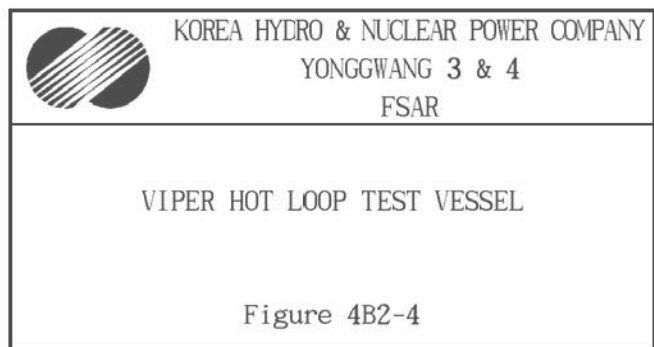 KOREA HYDRO & NUCLEAR POWER COMPANY
YONGGWANG 3 & 4
FSAR
VIPER HOT LOOP TEST VESSEL
Figure 4B2-4